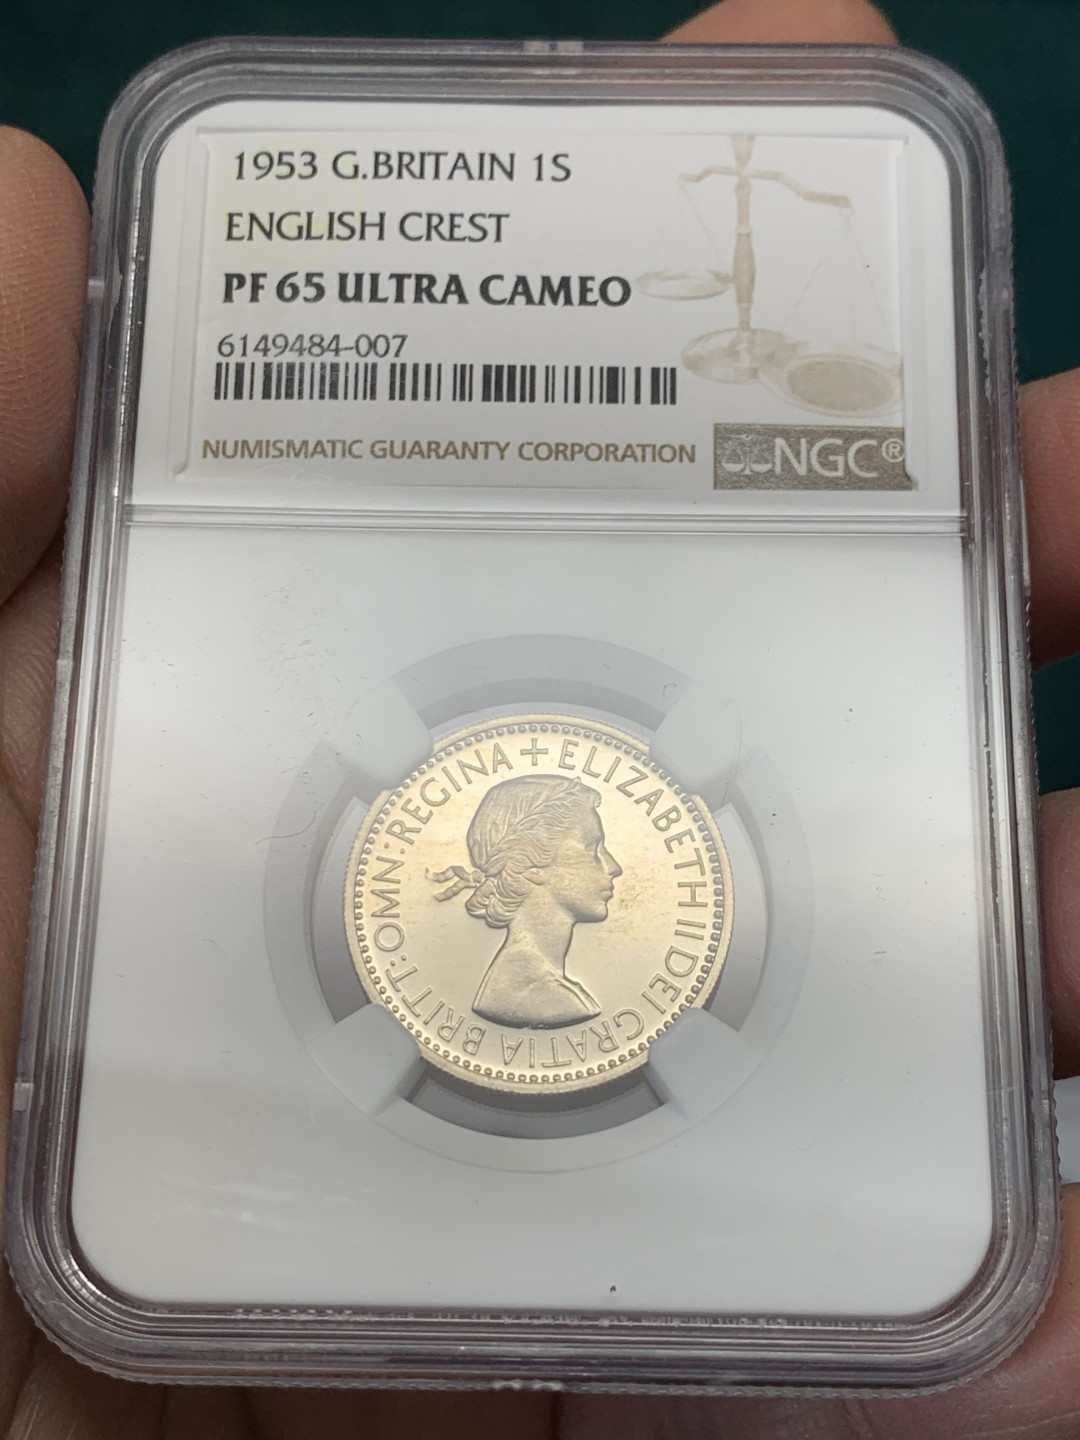 1953 G.BRITAIN 1S
ENGLISH CREST
PF 65 ULTRA CAMEO
6149484-007
NUMISMATIC GUARANTY CORPORATION
NGC®
+ ELIZABETH II DEI GRATIA BRITT:OMN:REGINA